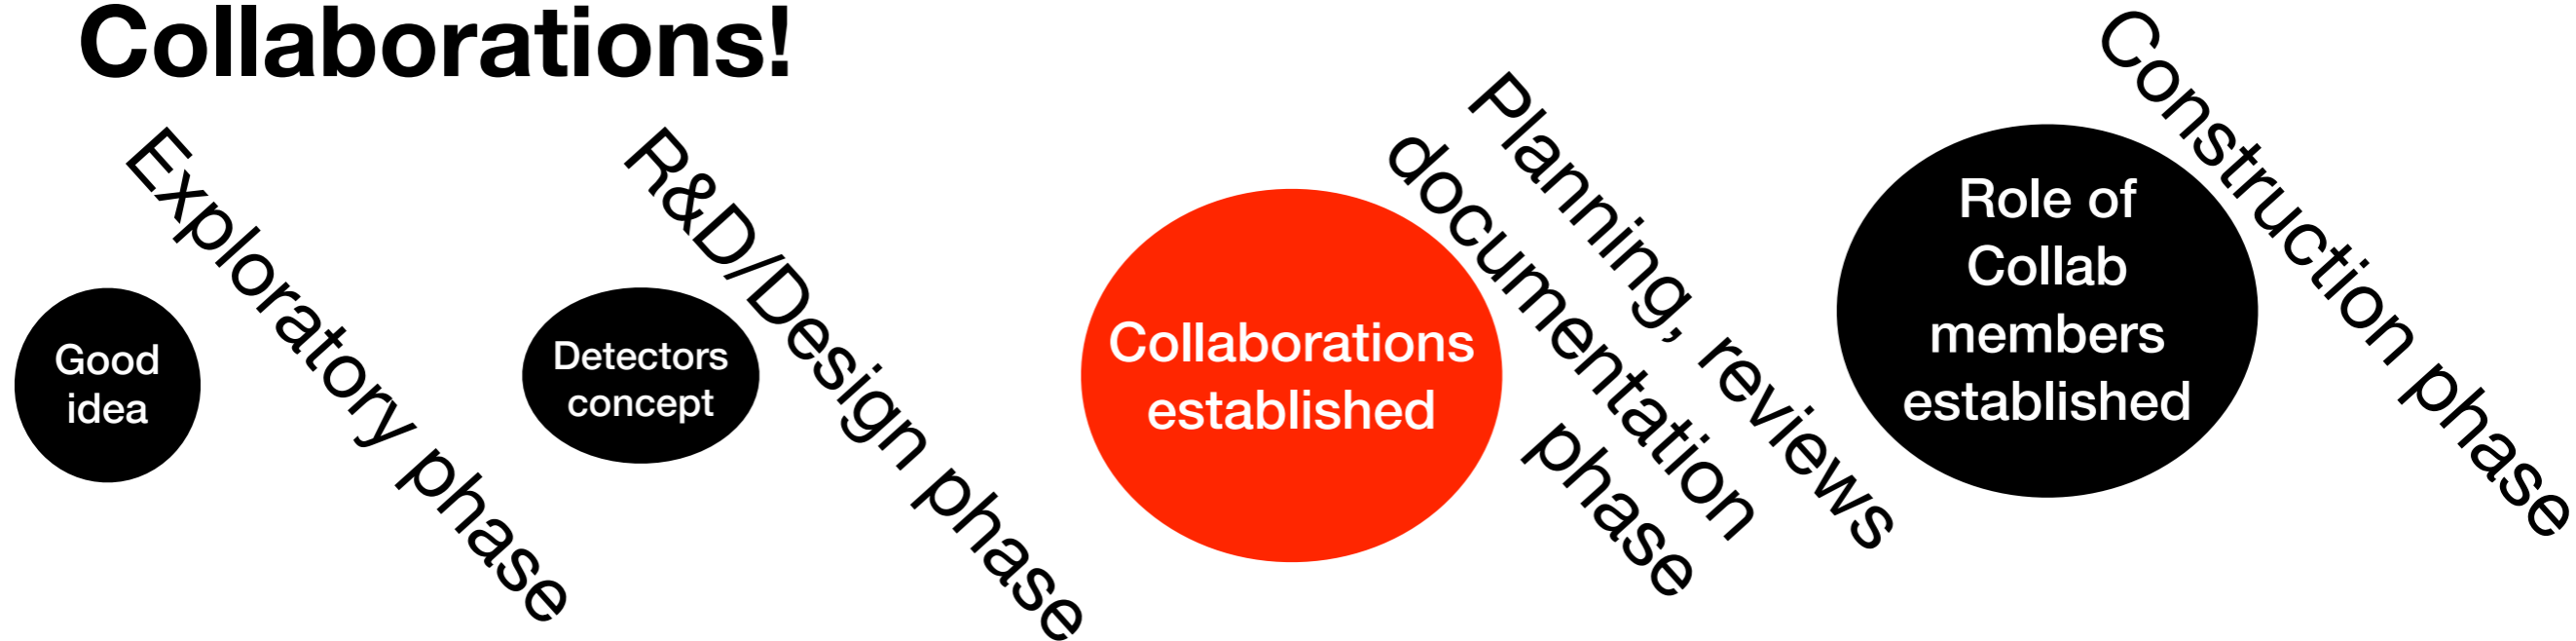 Collaborations!
Good
idea
Exploratory phase
Detectors
concept
R&D/Design phase
Collaborations
established
Planning, reviews
documentation
phase
Role of
Collab
members
established
Construction phase